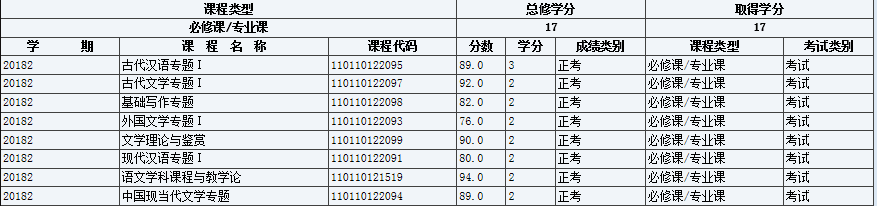 课程类型 总修学分 取得学分
必修课/专业课 17 17
学 期 课 程 名 称 课程代码 分数 学分 成绩类别 课程类型 考试类别
20182 古代汉语专题Ⅰ 110110122095 89.0 3 正考 必修课/专业课 考试
20182 古代文学专题Ⅰ 110110122097 92.0 2 正考 必修课/专业课 考试
20182 基础写作专题 110110122098 82.0 2 正考 必修课/专业课 考试
20182 外国文学专题Ⅰ 110110122093 76.0 2 正考 必修课/专业课 考试
20182 文学理论与鉴赏 110110122099 90.0 2 正考 必修课/专业课 考试
20182 现代汉语专题Ⅰ 110110122091 80.0 2 正考 必修课/专业课 考试
20182 语文学科课程与教学论 110110121519 94.0 2 正考 必修课/专业课 考试
20182 中国现当代文学专题 110110122094 89.0 2 正考 必修课/专业课 考试